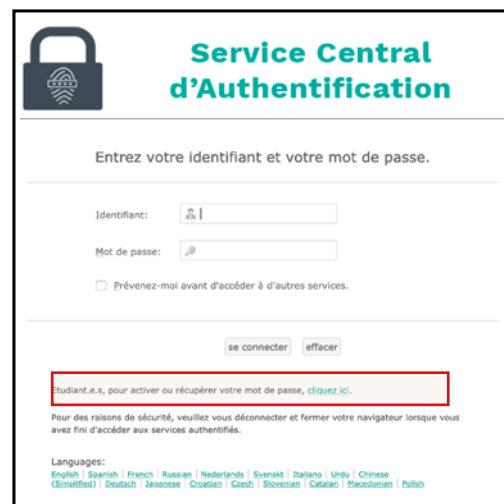 Service Central
d'Authentification
Entrez votre identifiant et votre mot de passe.
Identifiant:
Mot de passe:
Prévenez-moi avant d'accéder à d'autres services.
se connecter effacer
Etudiant.e.s, pour activer ou récupérer votre mot de passe, cliquez ici.
Pour des raisons de sécurité, veuillez vous déconnecter et fermer votre navigateur lorsque vous
avez fini d'accéder aux services authentifiés.
Languages:
English | Spanish | French | Russian | Nederlands | Svenskt | Italiano | Urdu | Chinese
(Simplified) | Deutsch | Japanese | Croatian | Czech | Slovenian | Catalan | Macedonian | Polish